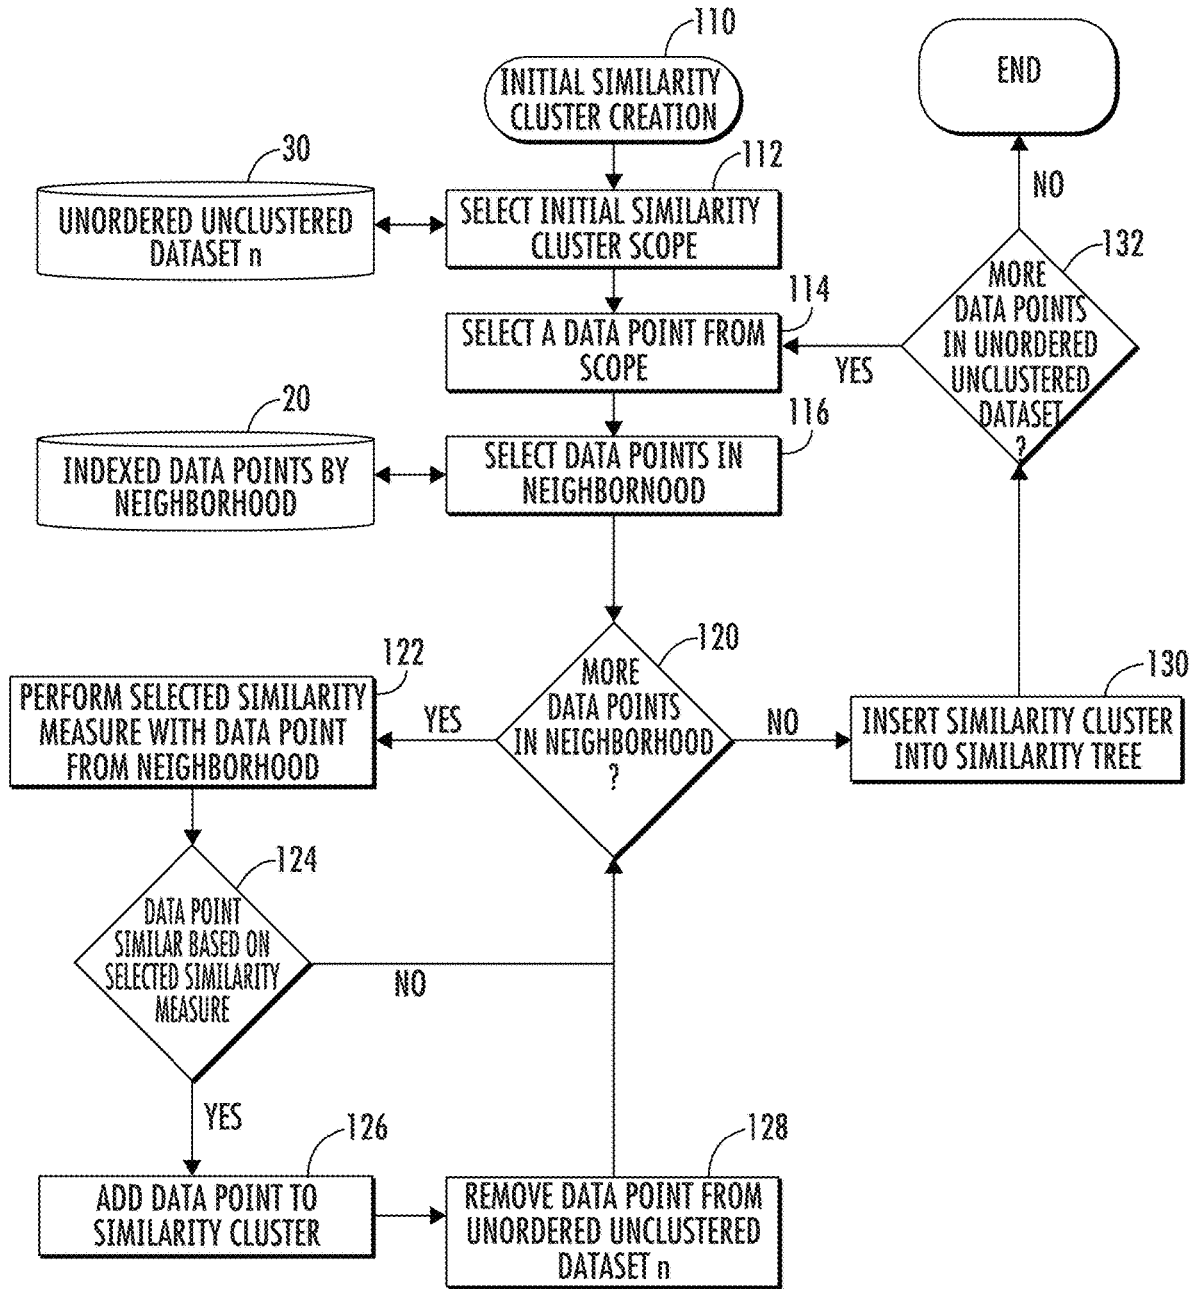 110
INITIAL SIMILARITY
CLUSTER CREATION
END
30
UNORDERED UNCLUSTERED
DATASET n
112
SELECT INITIAL SIMILARITY
CLUSTER SCOPE
NO
132
MORE
DATA POINTS
IN UNORDERED
UNCLUSTERED
DATASET
?
114
SELECT A DATA POINT FROM
SCOPE
YES
20
INDEXED DATA POINTS BY
NEIGHBORHOOD
116
SELECT DATA POINTS IN
NEIGHBORNOOD
120
MORE
DATA POINTS
IN NEIGHBORHOOD
?
YES
NO
122
PERFORM SELECTED SIMILARITY
MEASURE WITH DATA POINT
FROM NEIGHBORHOOD
130
INSERT SIMILARITY CLUSTER
INTO SIMILARITY TREE
124
DATA POINT
SIMILAR BASED ON
SELECTED SIMILARITY
MEASURE
NO
YES
126
ADD DATA POINT TO
SIMILARITY CLUSTER
128
REMOVE DATA POINT FROM
UNORDERED UNCLUSTERED
DATASET n